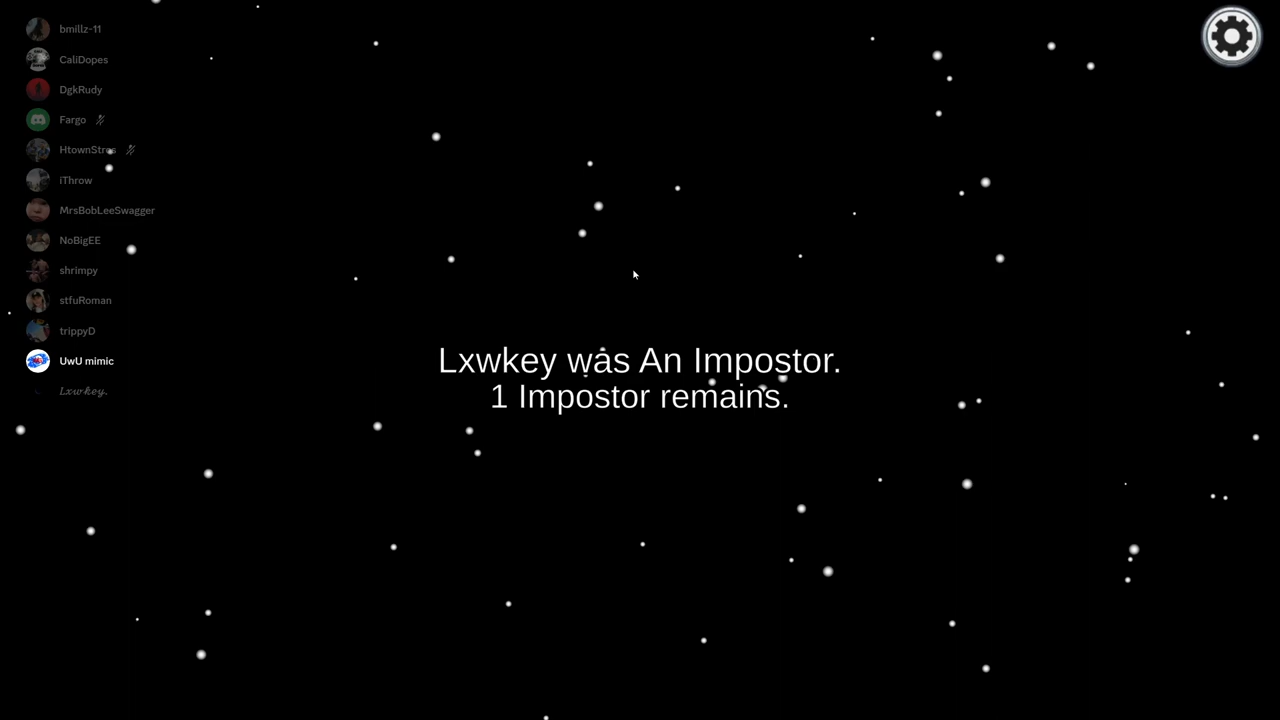 bmillz-11
CaliDopes
DgkRudy
Fargo
HtownStres
iThrow
MrsBobLeeSwagger
NoBigEE
shrimpy
stfuRoman
trippyD
UwU mimic
Lxwkey.
Lxwkey was An Impostor.
1 Impostor remains.